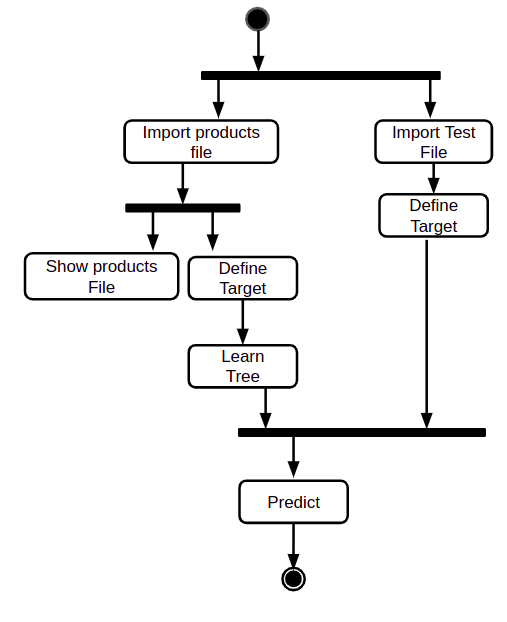 Import products
file
Import Test
File
Define
Target
Show products
File
Define
Target
Learn
Tree
Predict